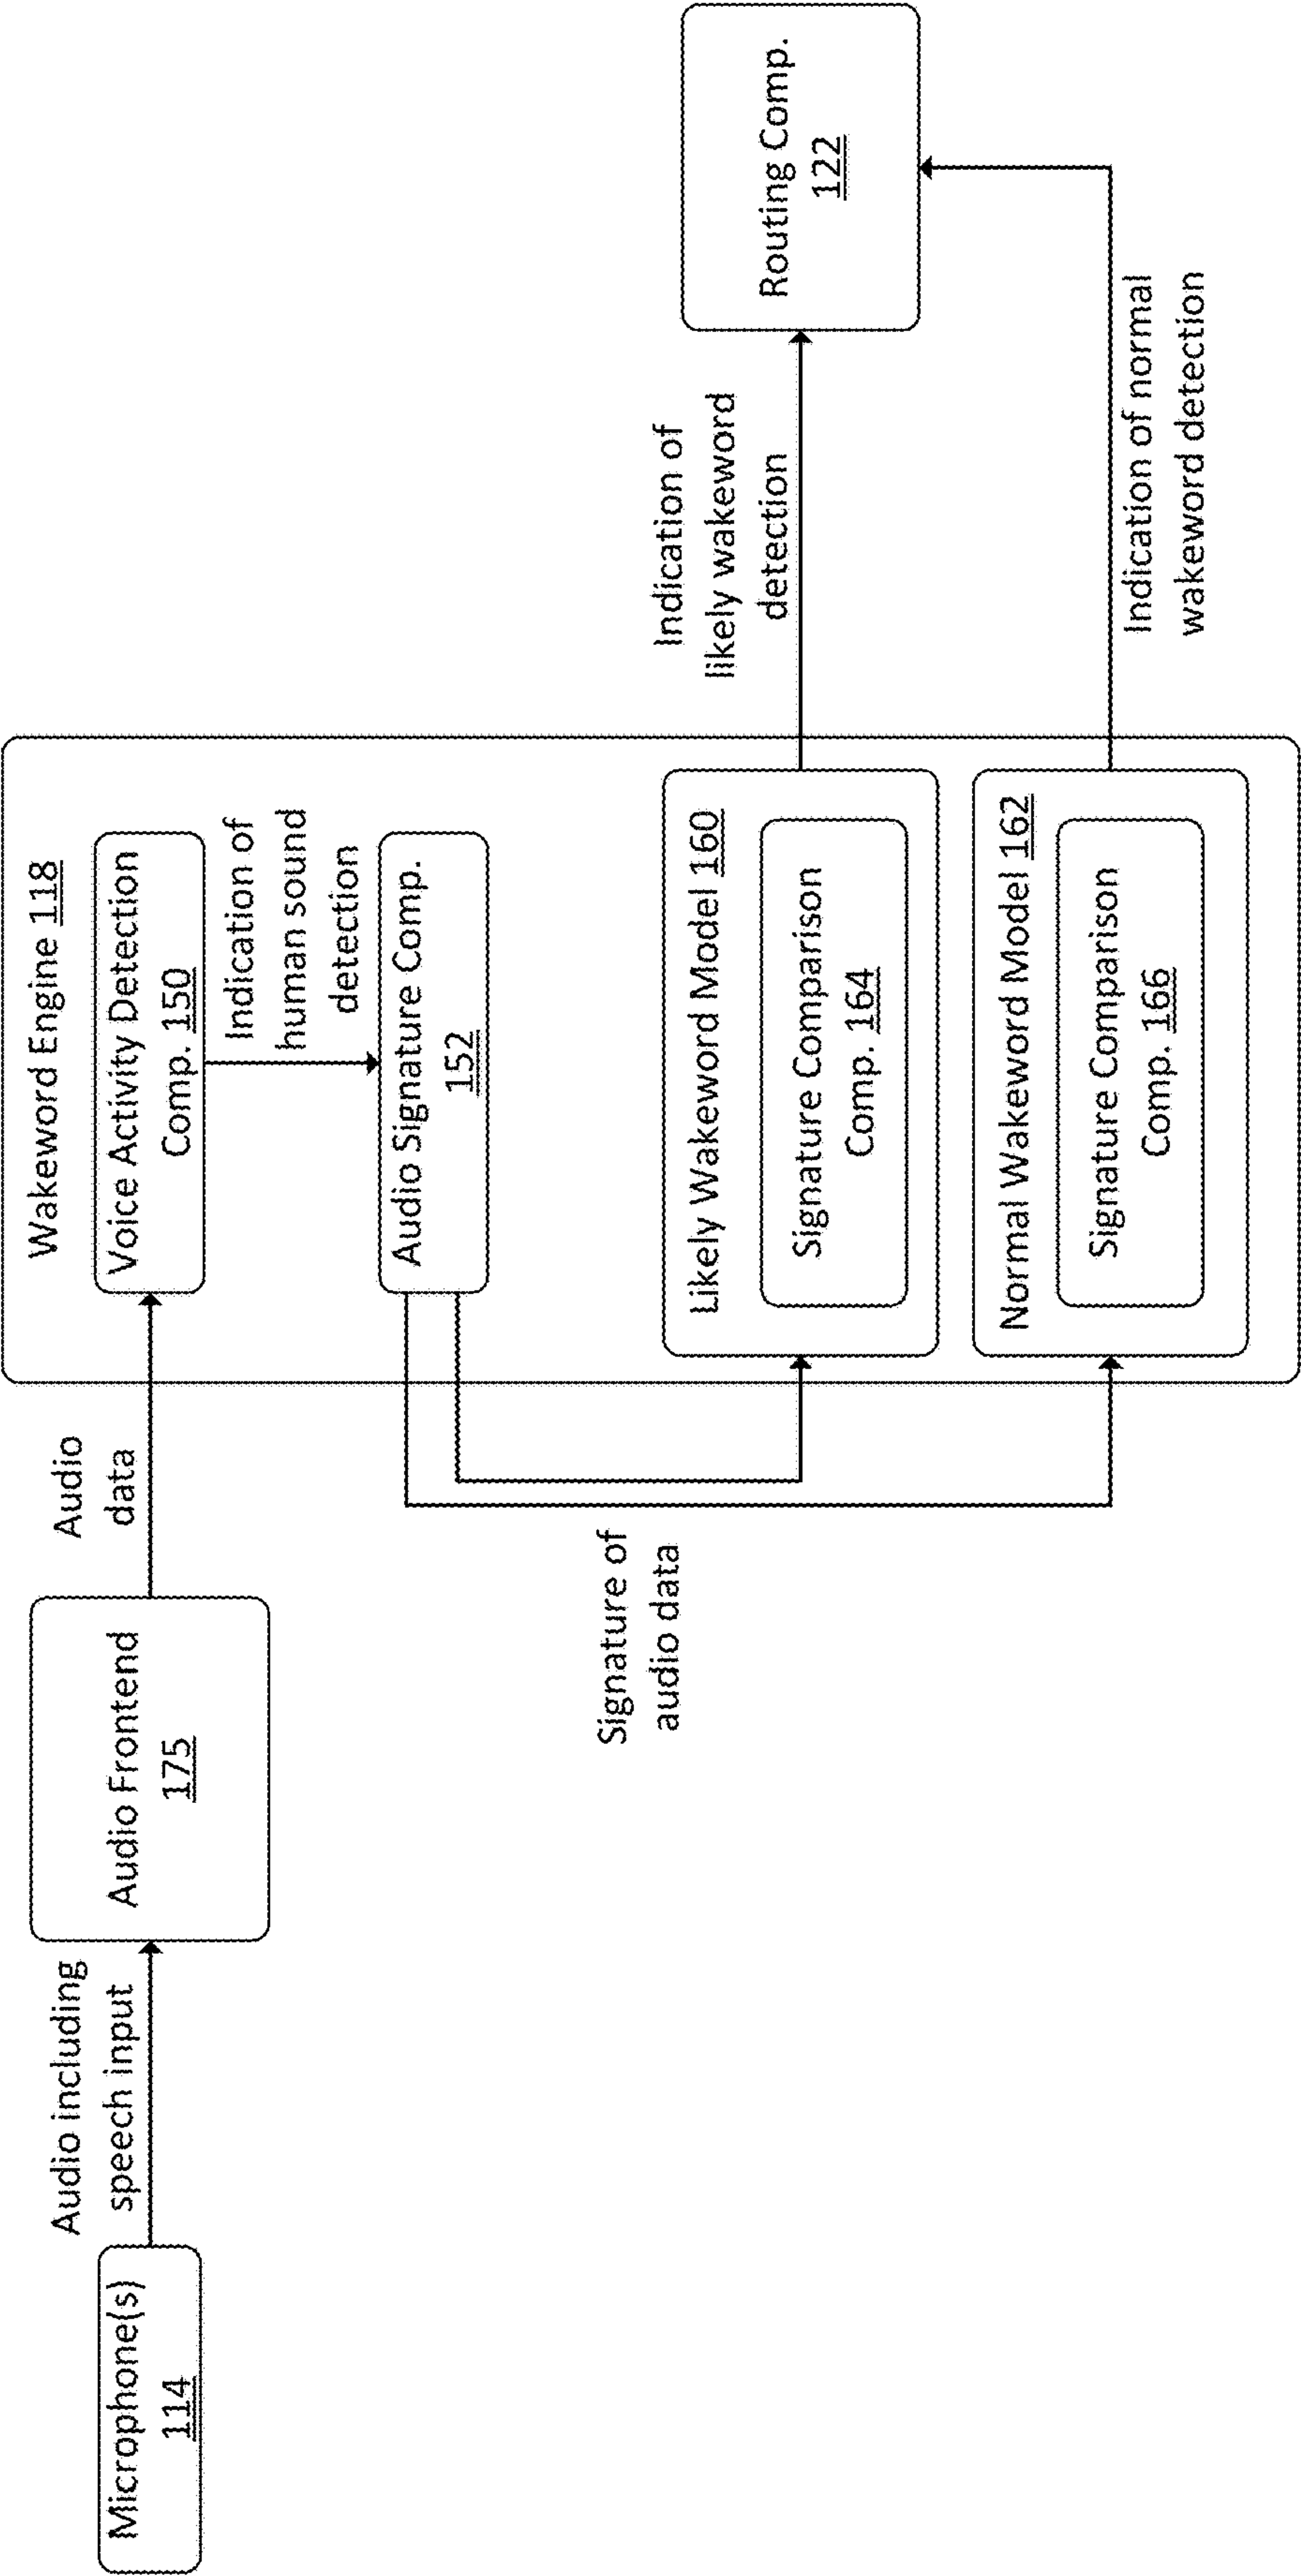 Microphone(s)
114
Audio including
speech input
Audio Frontend
175
Audio
data
Wakeword Engine 118
Voice Activity Detection
Comp. 150
Indication of
human sound
detection
Audio Signature Comp.
152
Signature of
audio data
Likely Wakeword Model 160
Signature Comparison
Comp. 164
Normal Wakeword Model 162
Signature Comparison
Comp. 166
Indication of
likely wakeword
detection
Indication of normal
wakeword detection
Routing Comp.
122